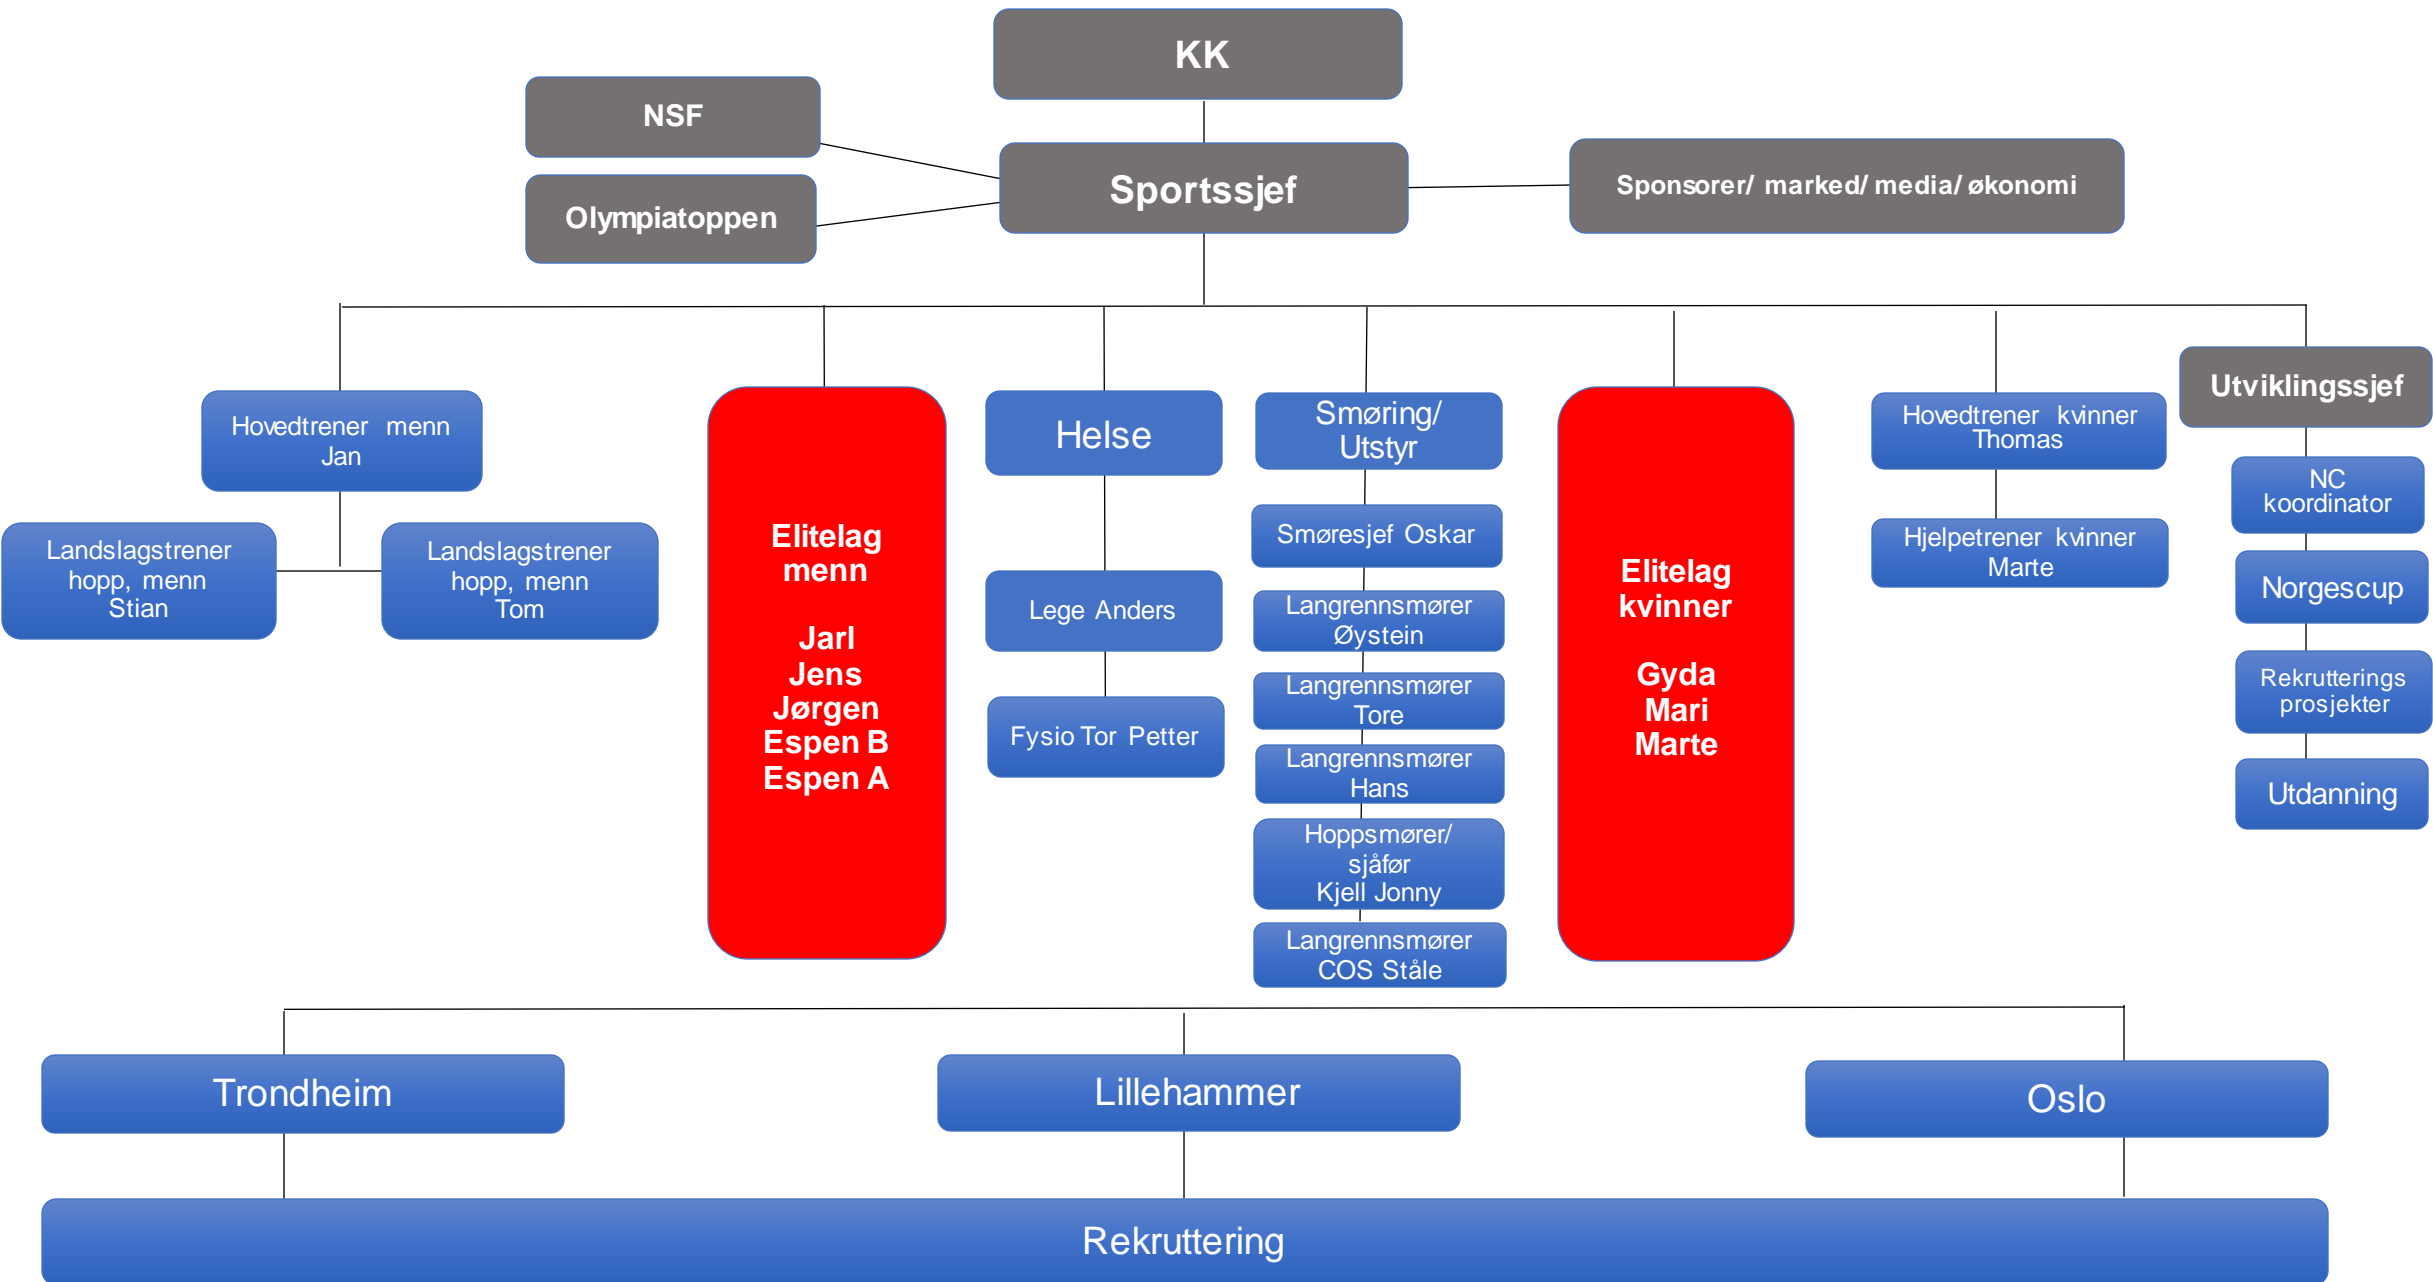 KK
NSF
Olympiatoppen
Sportssjef
Sponsorer/ marked/ media/ økonomi
Hovedtrener menn
Jan
Landslagstrener
hopp, menn
Stian
Landslagstrener
hopp, menn
Tom
Elitelag
menn
Jarl
Jens
Jørgen
Espen B
Espen A
Helse
Lege Anders
Fysio Tor Petter
Smøring/
Utstyr
Smøresjef Oskar
Langrennsmører
Øystein
Langrennsmører
Tore
Langrennsmører
Hans
Hoppsmører/
sjåfør
Kjell Jonny
Langrennsmører
COS Ståle
Elitelag
kvinner
Gyda
Mari
Marte
Hovedtrener kvinner
Thomas
Hjelpetrener kvinner
Marte
Utviklingssjef
NC
koordinator
Norgescup
Rekrutterings
prosjekter
Utdanning
Trondheim
Lillehammer
Oslo
Rekruttering